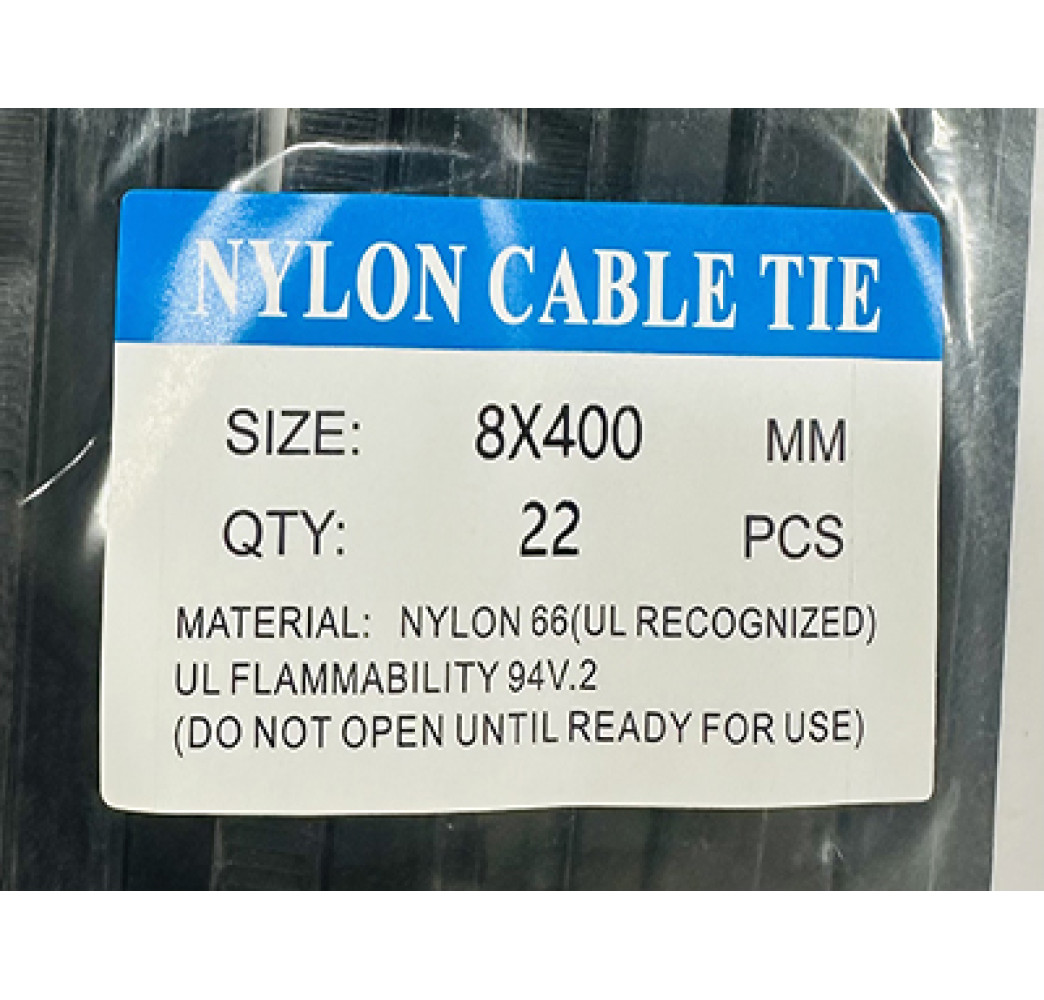 NYLON CABLE TIE
SIZE: 8X400 MM
QTY: 22 PCS
MATERIAL: NYLON 66(UL RECOGNIZED)
UL FLAMMABILITY 94V.2
(DO NOT OPEN UNTIL READY FOR USE)